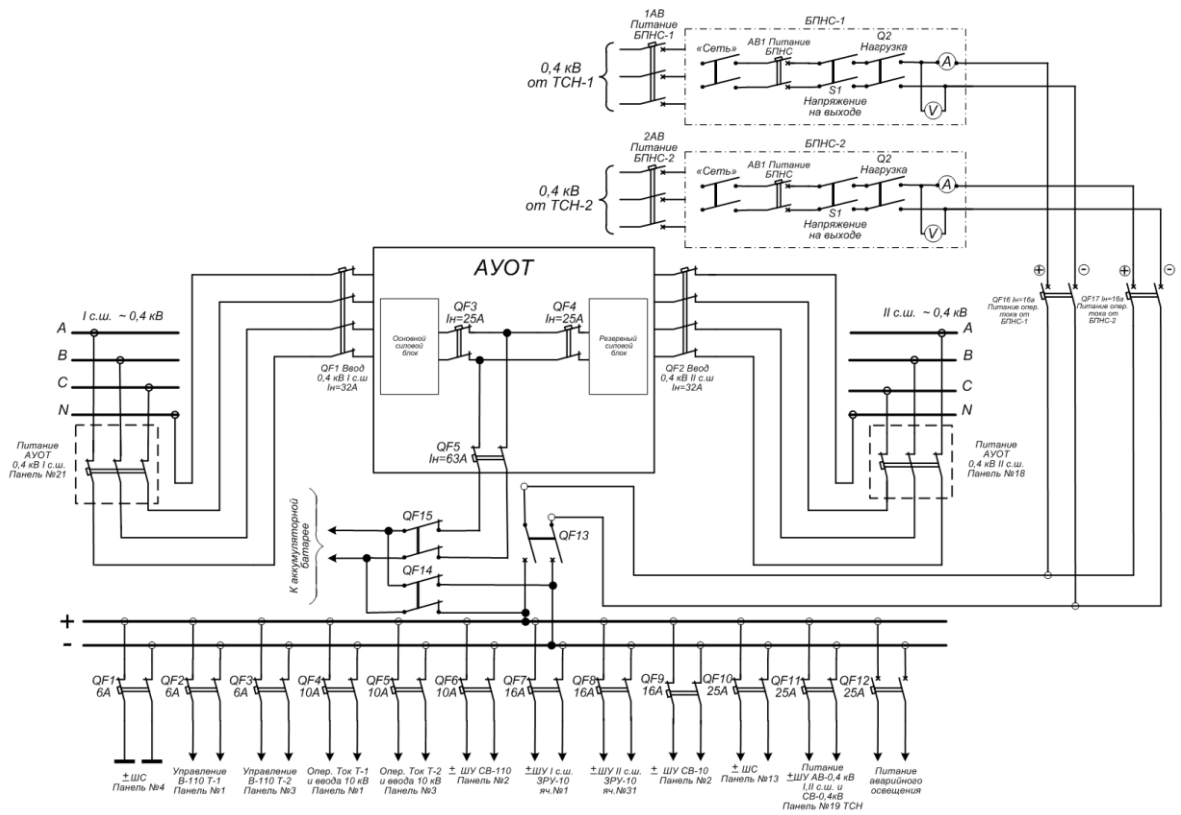 1АВ
Питание
БПНС-1
БПНС-1
0,4 кВ
от ТСН-1
«Сеть»
АВ1 Питание
БПНС
Q2
Нагрузка
S1
Напряжение
на выходе
A
V
2АВ
Питание
БПНС-2
БПНС-2
0,4 кВ
от ТСН-2
«Сеть»
АВ1 Питание
БПНС
Q2
Нагрузка
S1
Напряжение
на выходе
A
V
АУОТ
QF3
Iн=25А
QF4
Iн=25А
Основной
силовой
блок
Резервный
силовой
блок
QF5
Iн=63А
I с.ш. ~ 0,4 кВ
A
B
C
N
QF1 Ввод
0,4 кВ I с.ш
Iн=32А
QF2 Ввод
0,4 кВ II с.ш
Iн=32А
II с.ш. ~ 0,4 кВ
A
B
C
N
+
-
+
-
QF16 Iн=16а
Питание опер.
тока от
БПНС-1
QF17 Iн=16а
Питание опер.
тока от
БПНС-2
Питание
АУОТ
0,4 кВ I с.ш.
Панель №21
Питание
АУОТ
0,4 кВ II с.ш.
Панель №18
К аккумуляторной
батарее
QF15
QF14
QF13
+
-
QF1
6А
QF2
6А
QF3
6А
QF4
10А
QF5
10А
QF6
10А
QF7
16А
QF8
16А
QF9
16А
QF10
25А
QF11
25А
QF12
25А
± ШС
Панель №4
Управление
В-110 Т-1
Панель №1
Управление
В-110 Т-2
Панель №3
Опер. Ток Т-1
и ввода 10 кВ
Панель №1
Опер. Ток Т-2
и ввода 10 кВ
Панель №3
± ШУ СВ-110
Панель №2
±ШУ I с.ш.
ЗРУ-10
яч.№1
±ШУ II с.ш.
ЗРУ-10
яч.№31
± ШУ СВ-10
Панель №2
± ШС
Панель №13
Питание
±ШУ АВ-0,4 кВ
I,II с.ш. и
СВ-0,4кВ
Панель №19 ТСН
Питание
аварийного
освещения